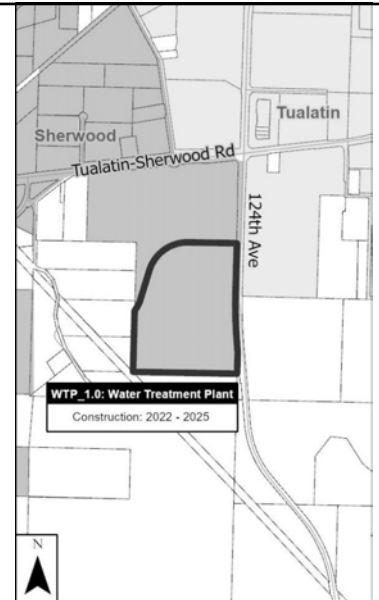 Sherwood
Tualatin
Tualatin-Sherwood Rd
124th Ave
WTP_1.0: Water Treatment Plant
Construction: 2022 - 2025
N